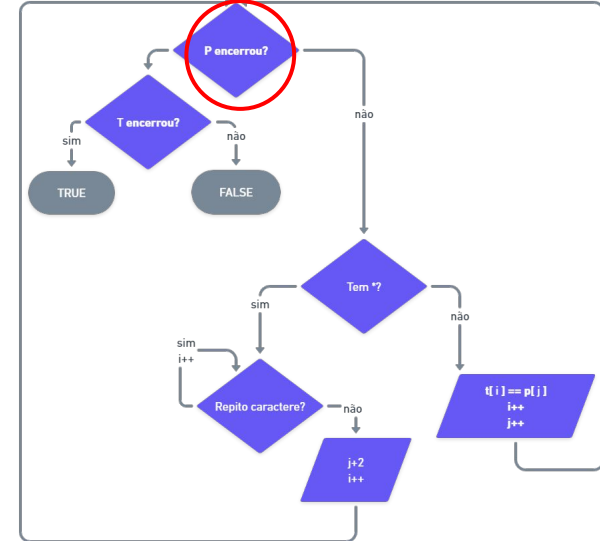 P encerrou?
não
T encerrou?
sim
não
TRUE
FALSE
Tem *?
sim
não
sim
i++
Repito caractere?
não
t[ i ] == p[ j ]
i++
j++
j+2
i++